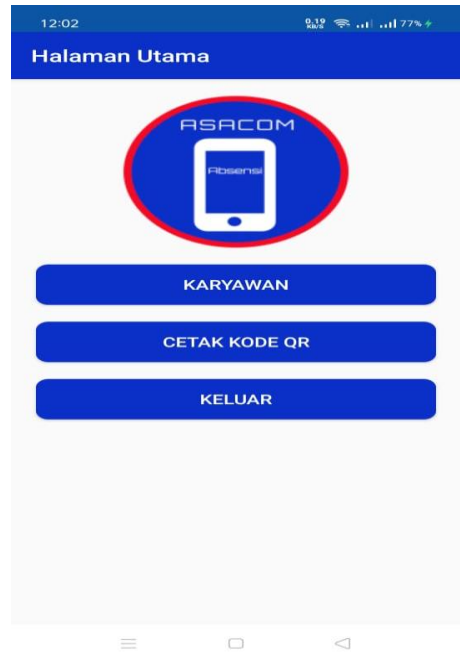 12:02 0.19 KB/S 77%
Halaman Utama
ASACOM
Absensi
KARYAWAN
CETAK KODE QR
KELUAR